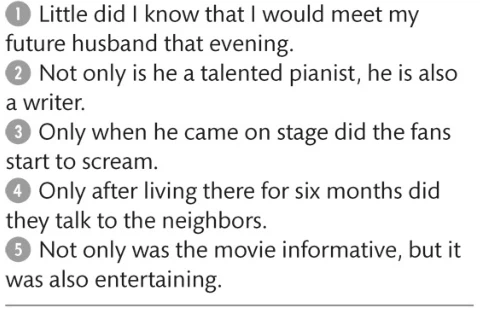 1 Little did I know that I would meet my
future husband that evening.
2 Not only is he a talented pianist, he is also
a writer.
3 Only when he came on stage did the fans
start to scream.
4 Only after living there for six months did
they talk to the neighbors.
5 Not only was the movie informative, but it
was also entertaining.